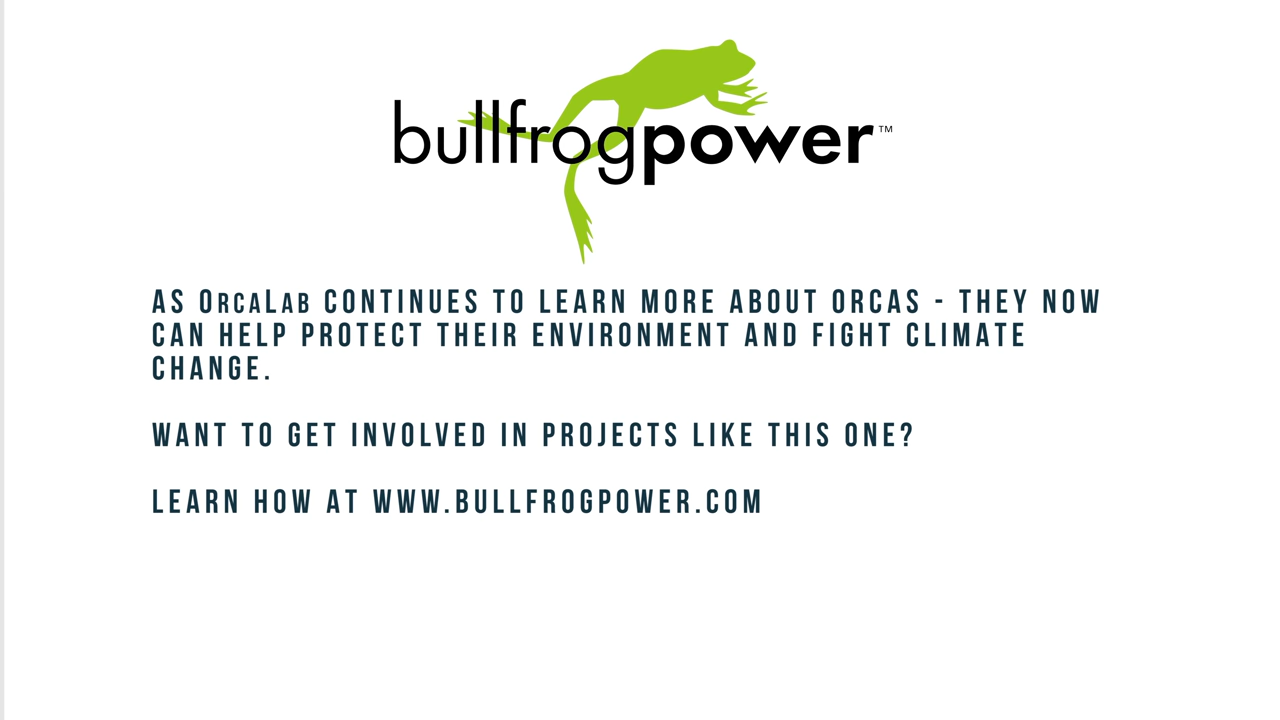 bullfrogpower™
AS ORCALAB CONTINUES TO LEARN MORE ABOUT ORCAS - THEY NOW
CAN HELP PROTECT THEIR ENVIRONMENT AND FIGHT CLIMATE
CHANGE.
WANT TO GET INVOLVED IN PROJECTS LIKE THIS ONE?
LEARN HOW AT WWW.BULLFROGPOWER.COM